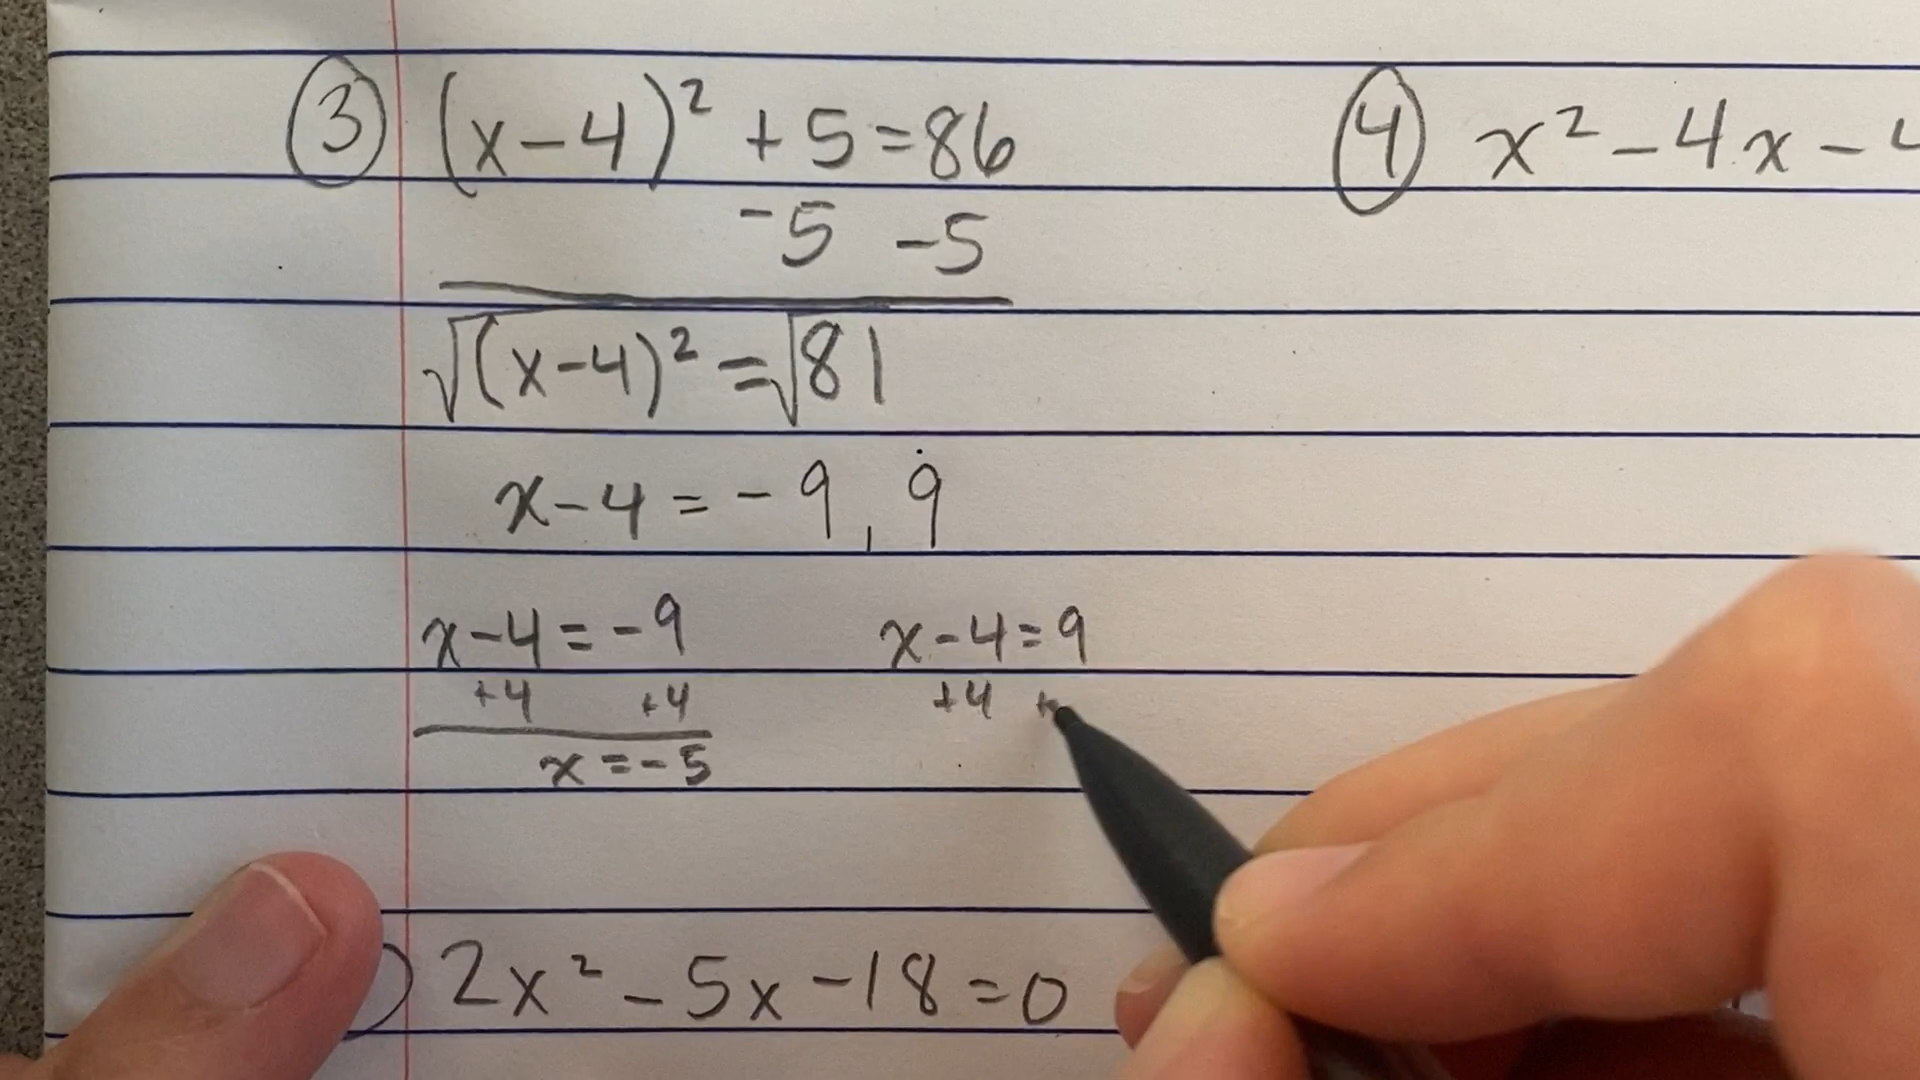 ③ (x-4)² +5=86
-5 -5
√(x-4)² =√81
x-4 = -9, 9
x-4=-9 x-4=9
+4 +4 +4 +
x=-5
2x² -5x-18=0
④ x²-4x-